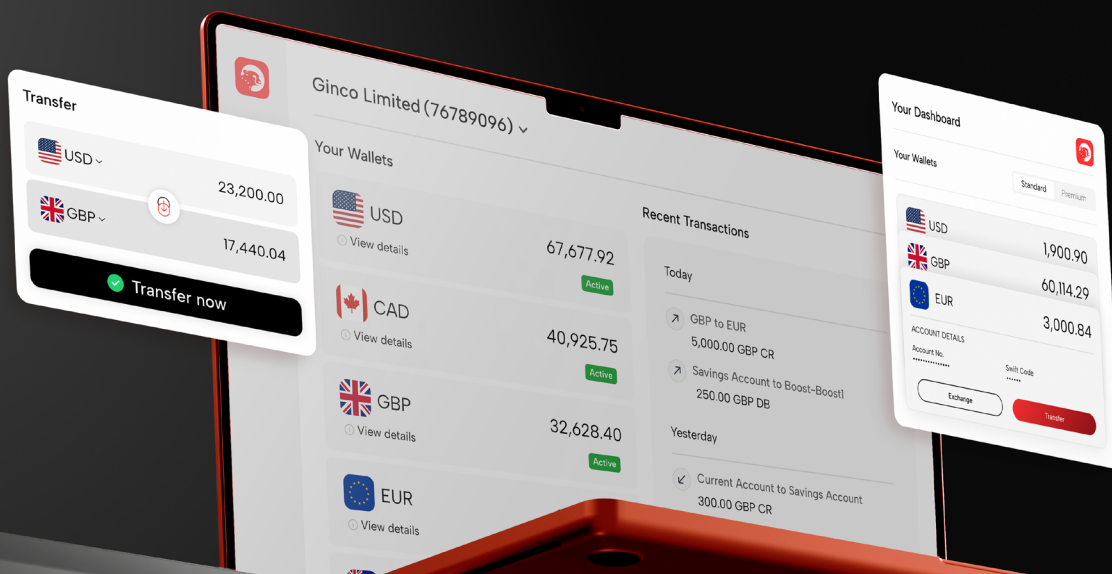 Transfer
USD
23,200.00
GBP
17,440.04
Transfer now
Ginco Limited (76789096)
Your Wallets
USD
View details
67,677.92
Active
CAD
View details
40,925.75
Active
GBP
View details
32,628.40
Active
EUR
View details
Recent Transactions
Today
GBP to EUR
5,000.00 GBP CR
Savings Account to Boost-Boost1
250.00 GBP DB
Yesterday
Current Account to Savings Account
300.00 GBP CR
Your Dashboard
Your Wallets
Standard
Premium
USD
1,900.90
GBP
60,114.29
EUR
3,000.84
ACCOUNT DETAILS
Account No.
Swift Code
Exchange
Transfer